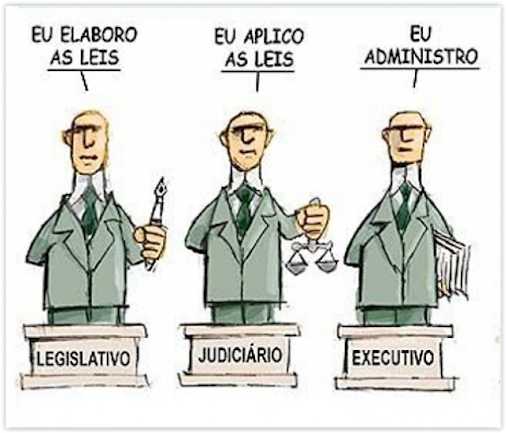 EU ELABORO
AS LEIS
EU APLICO
AS LEIS
EU
ADMINISTRO
LEGISLATIVO
JUDICIÁRIO
EXECUTIVO